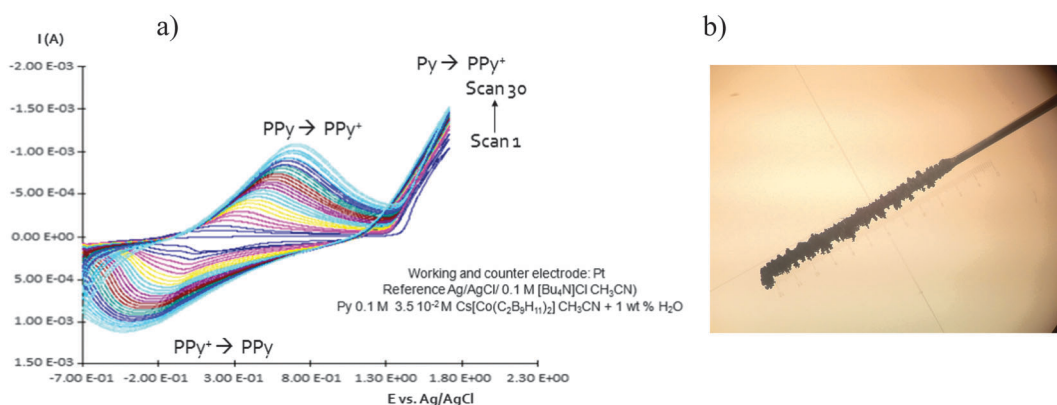 a)
b)
I (A)
-2.00 E-03
-1.50 E-03
-1.00 E-03
-5.00 E-04
0.00 E+00
5.00 E-04
1.00 E-03
1.50 E-03
Py → PPy⁺
Scan 30
Scan 1
PPy → PPy⁺
Working and counter electrode: Pt
Reference Ag/AgCl/ 0.1 M [Bu₄N]Cl CH₃CN)
Py 0.1 M 3.5 10⁻² M Cs[Co(C₂B₉H₁₁)₂] CH₃CN + 1 wt % H₂O
PPy⁺ → PPy
-7.00 E-01 -2.00 E-01 3.00 E-01 8.00 E-01 1.30 E+00 1.80 E+00 2.30 E+00
E vs. Ag/AgCl